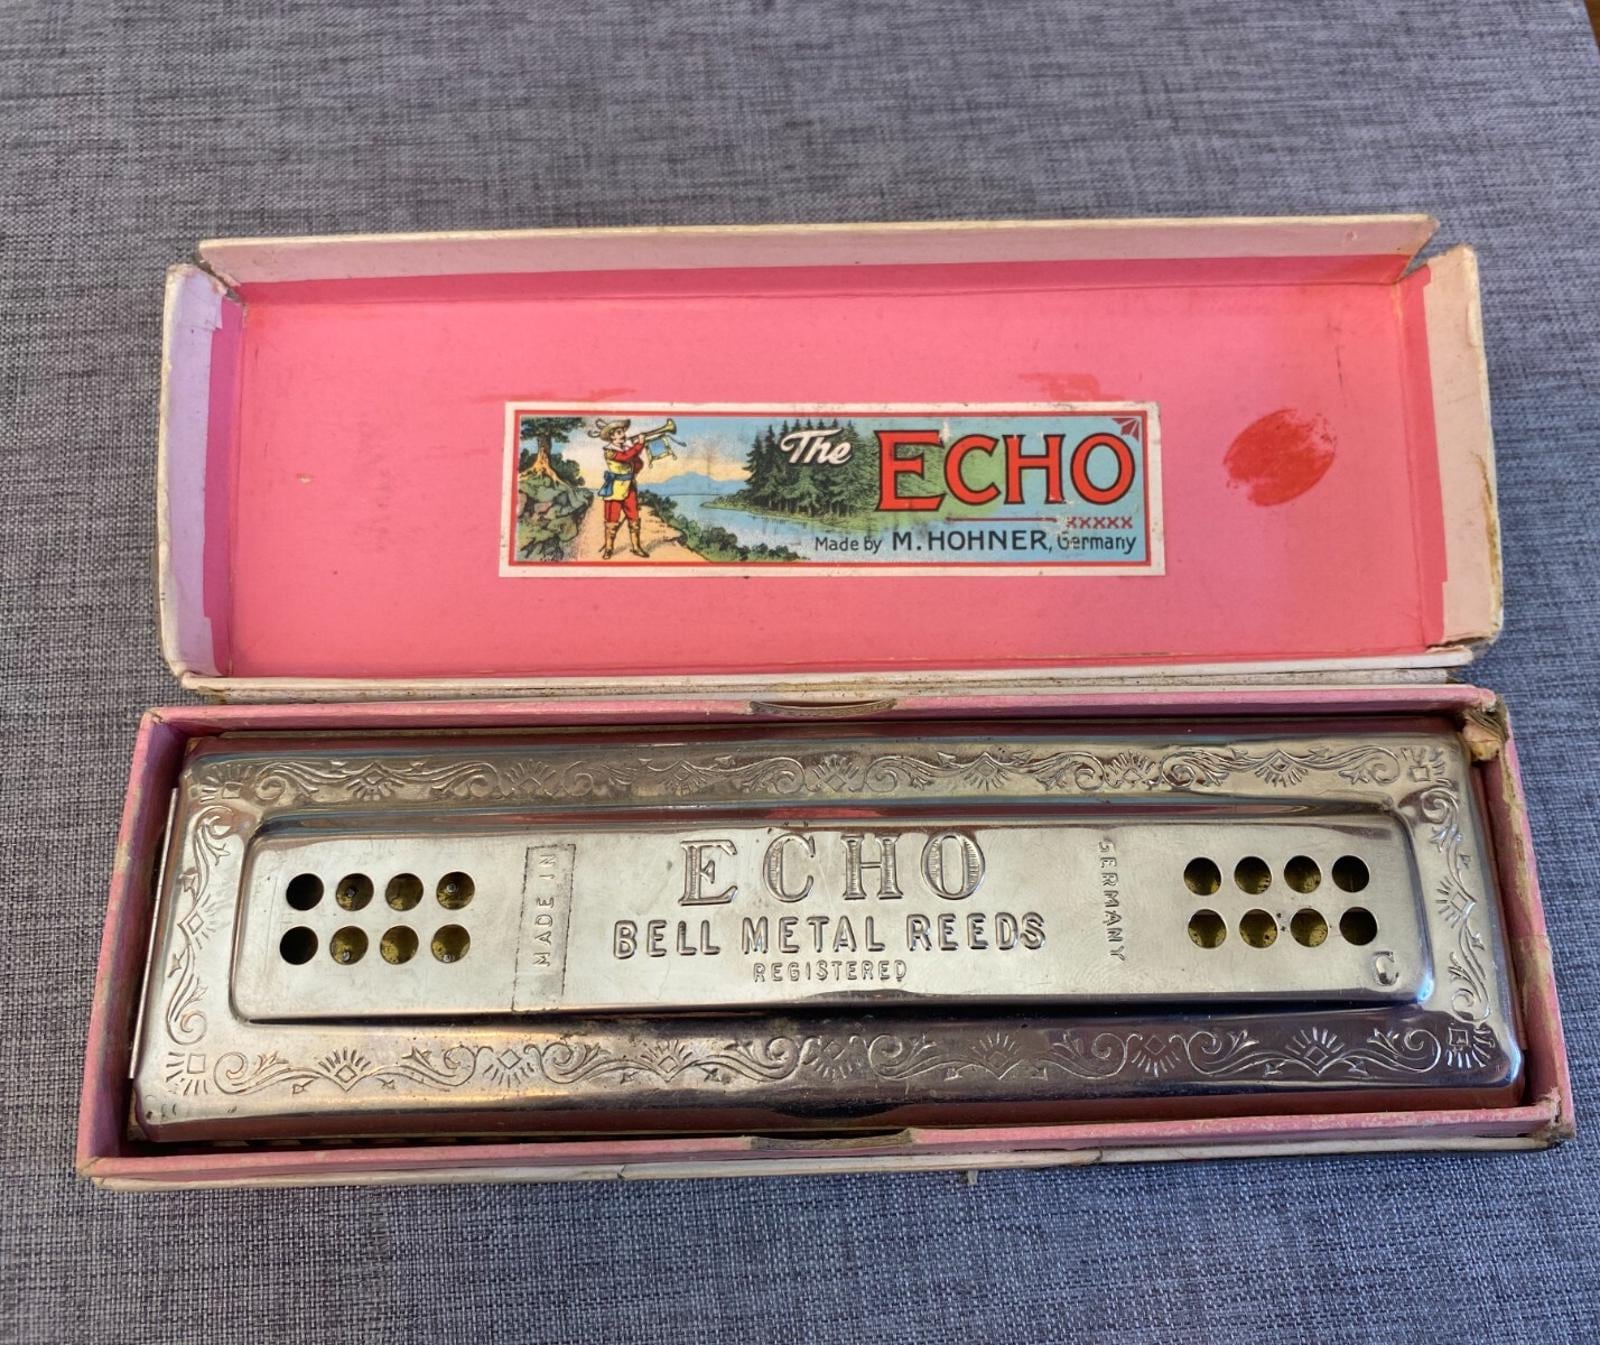 The ECHO
xxxxx
Made by M. HOHNER, Germany
ECHO
MADE IN
GERMANY
BELL METAL REEDS
REGISTERED
C